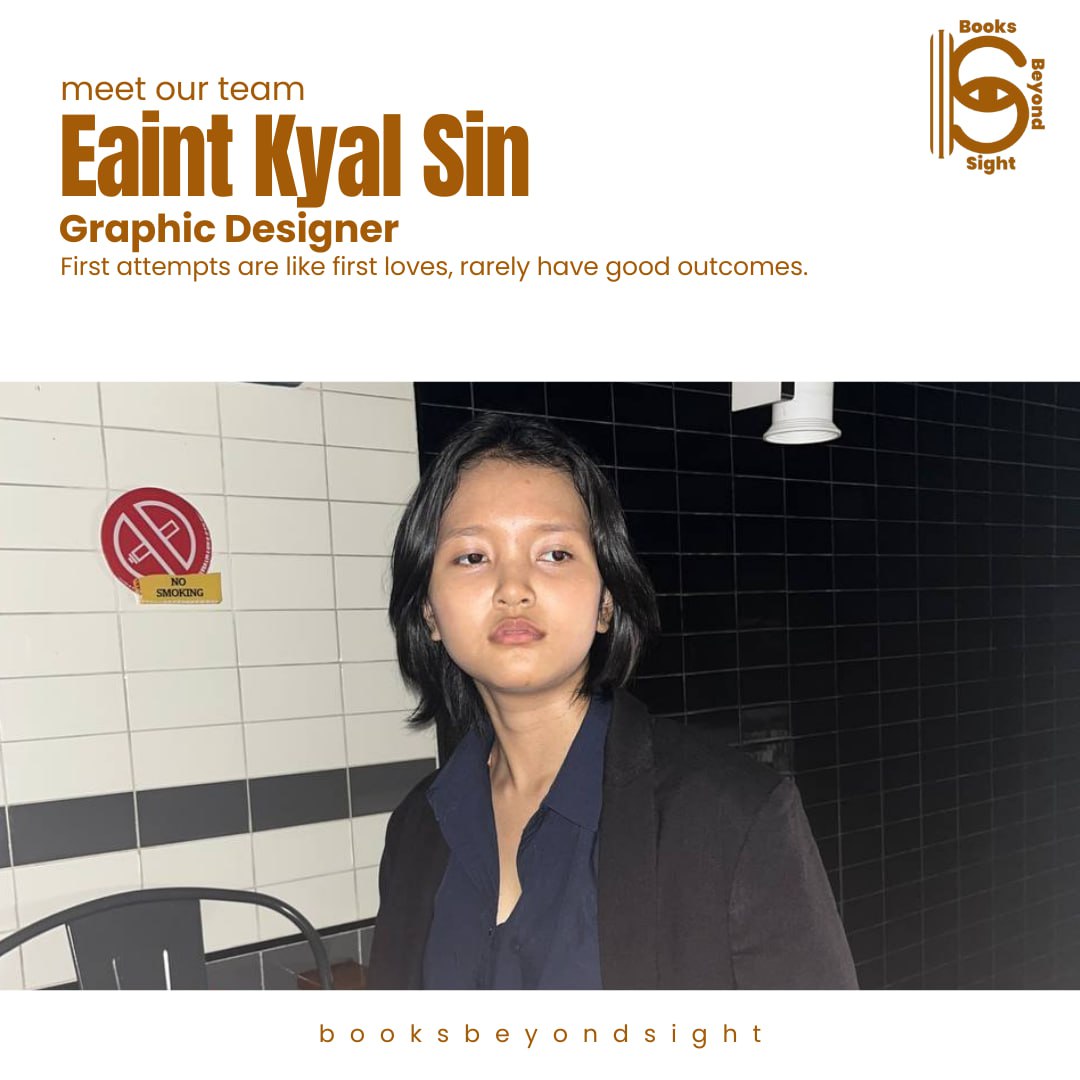 Books
Beyond
Sight
meet our team
Eaint Kyal Sin
Graphic Designer
First attempts are like first loves, rarely have good outcomes.
NO
SMOKING
booksbeyondsight